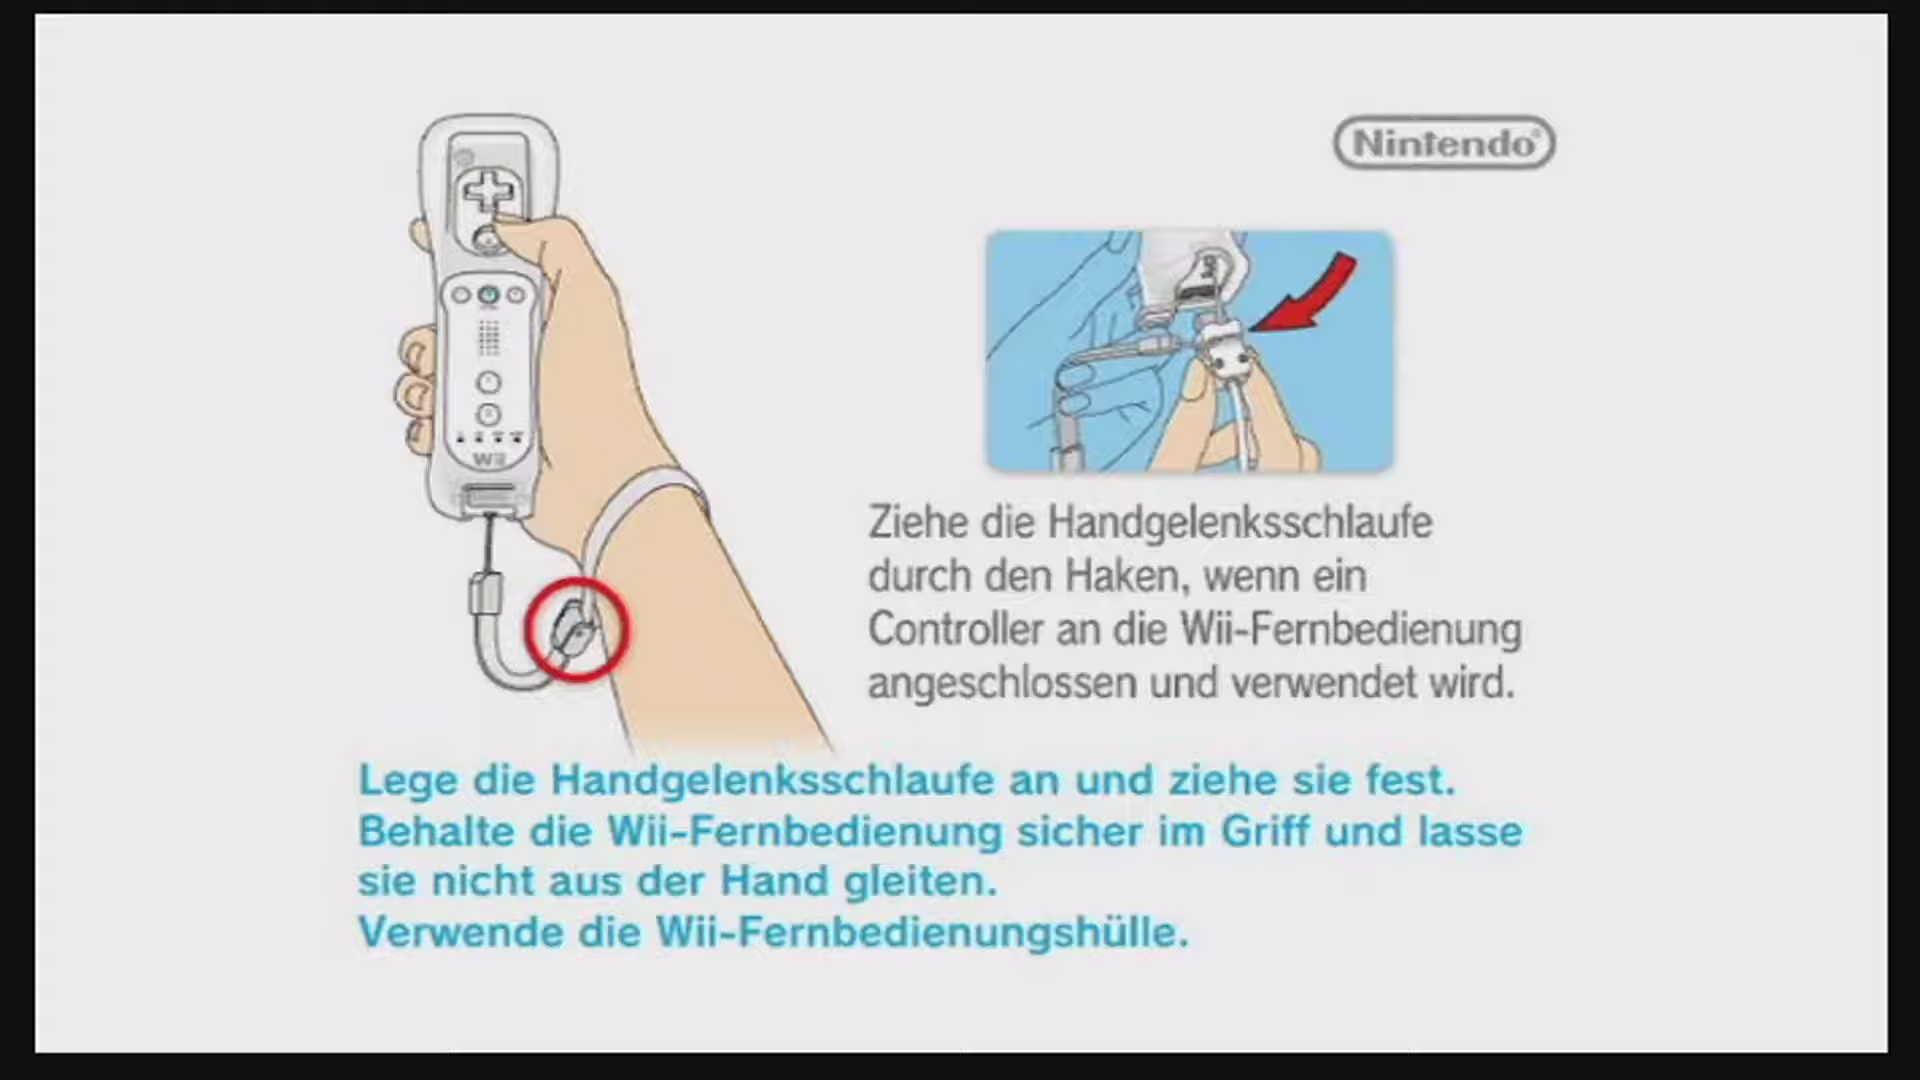 Nintendo®
Ziehe die Handgelenksschlaufe
durch den Haken, wenn ein
Controller an die Wii-Fernbedienung
angeschlossen und verwendet wird.
Wii
Lege die Handgelenksschlaufe an und ziehe sie fest.
Behalte die Wii-Fernbedienung sicher im Griff und lasse
sie nicht aus der Hand gleiten.
Verwende die Wii-Fernbedienungshülle.